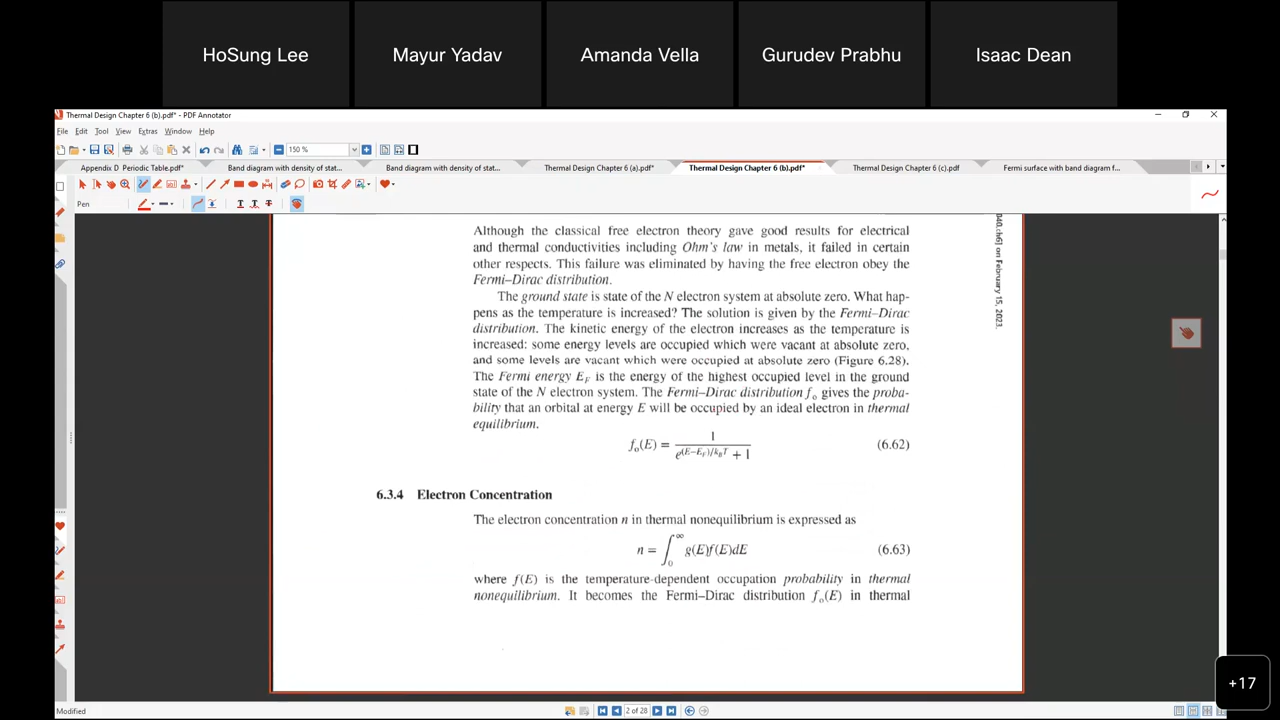 HoSung Lee
Mayur Yadav
Amanda Vella
Gurudev Prabhu
Isaac Dean
Thermal Design Chapter 6 (b).pdf* - PDF Annotator
File Edit Tool View Extras Window Help
150 %
Appendix D Periodic Table.pdf*
Band diagram with density of stat...
Band diagram with density of stat...
Thermal Design Chapter 6 (a).pdf*
Thermal Design Chapter 6 (b).pdf*
Thermal Design Chapter 6 (c).pdf
Fermi surface with band diagram f...
Pen
Although the classical free electron theory gave good results for electrical
and thermal conductivities including Ohm's law in metals, it failed in certain
other respects. This failure was eliminated by having the free electron obey the
Fermi–Dirac distribution.
The ground state is state of the N electron system at absolute zero. What hap-
pens as the temperature is increased? The solution is given by the Fermi–Dirac
distribution. The kinetic energy of the electron increases as the temperature is
increased: some energy levels are occupied which were vacant at absolute zero,
and some levels are vacant which were occupied at absolute zero (Figure 6.28).
The Fermi energy E_F is the energy of the highest occupied level in the ground
state of the N electron system. The Fermi–Dirac distribution f_o gives the proba-
bility that an orbital at energy E will be occupied by an ideal electron in thermal
equilibrium.
f_o(E) = 1 / (e^{(E−E_F)/k_BT} + 1) (6.62)
6.3.4 Electron Concentration
The electron concentration n in thermal nonequilibrium is expressed as
n = ∫_0^∞ g(E)f(E)dE (6.63)
where f(E) is the temperature-dependent occupation probability in thermal
nonequilibrium. It becomes the Fermi–Dirac distribution f_o(E) in thermal
040.ch6] on February 15, 2023.
Modified
2 of 28
+17